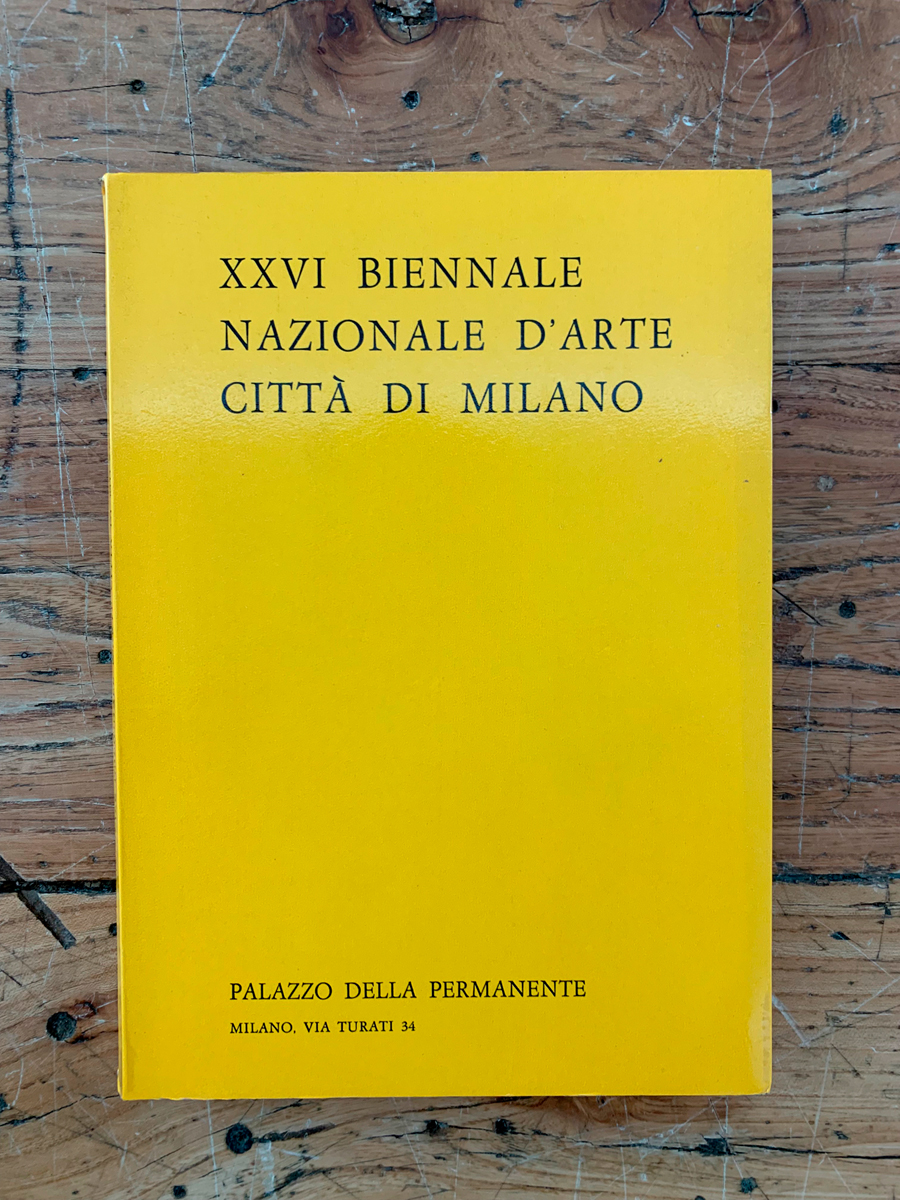 XXVI BIENNALE
NAZIONALE D'ARTE
CITTÀ DI MILANO
PALAZZO DELLA PERMANENTE
MILANO, VIA TURATI 34